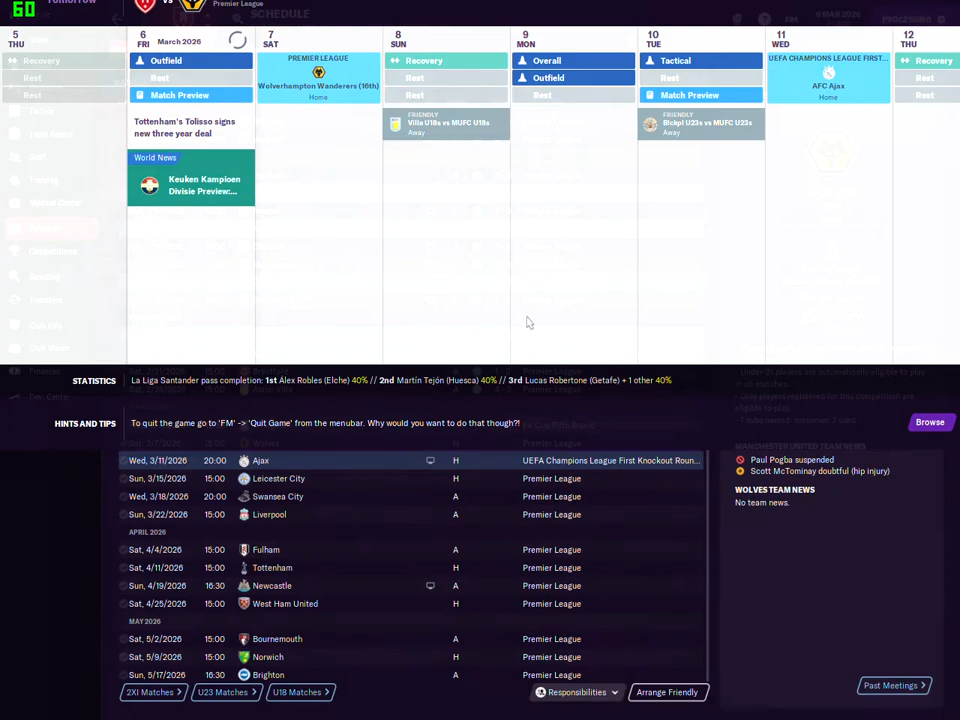 60
vs
Premier League
SCHEDULE
6 MAR 2026
PROCESSING
5 THU
6 FRI March 2026
7 SAT
8 SUN
9 MON
10 TUE
11 WED
12 THU
Recovery
Rest
Rest
Outfield
Rest
Match Preview
PREMIER LEAGUE
Wolverhampton Wanderers (16th)
Home
Recovery
Rest
Rest
Overall
Outfield
Rest
Tactical
Rest
Match Preview
UEFA CHAMPIONS LEAGUE FIRST...
AFC Ajax
Home
Recovery
Rest
Rest
Tottenham's Tolisso signs
new three year deal
World News
Keuken Kampioen
Divisie Preview:...
FRIENDLY
Villa U18s vs MUFC U18s
Away
FRIENDLY
Blckpl U23s vs MUFC U23s
Away
STATISTICS
La Liga Santander pass completion: 1st Álex Robles (Elche) 40% // 2nd Martín Tejón (Huesca) 40% // 3rd Lucas Robertone (Getafe) + 1 other 40%
HINTS AND TIPS
To quit the game go to 'FM' -> 'Quit Game' from the menubar. Why would you want to do that though?!
Browse
Wed, 3/11/2026 20:00 Ajax H UEFA Champions League First Knockout Roun...
Sun, 3/15/2026 15:00 Leicester City H Premier League
Wed, 3/18/2026 20:00 Swansea City A Premier League
Sun, 3/22/2026 15:00 Liverpool A Premier League
APRIL 2026
Sat, 4/4/2026 15:00 Fulham A Premier League
Sat, 4/11/2026 15:00 Tottenham H Premier League
Sun, 4/19/2026 16:30 Newcastle A Premier League
Sat, 4/25/2026 15:00 West Ham United H Premier League
MAY 2026
Sat, 5/2/2026 15:00 Bournemouth A Premier League
Sat, 5/9/2026 15:00 Norwich H Premier League
Sun, 5/17/2026 16:30 Brighton A Premier League
MANCHESTER UNITED TEAM NEWS
Paul Pogba suspended
Scott McTominay doubtful (hip injury)
WOLVES TEAM NEWS
No team news.
2XI Matches >
U23 Matches >
U18 Matches >
Responsibilities
Arrange Friendly
Past Meetings >